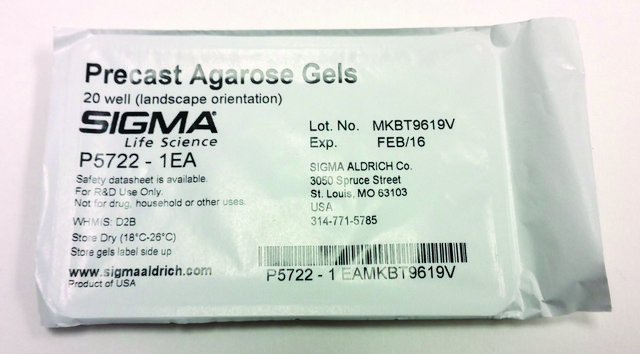 Precast Agarose Gels
20 well (landscape orientation)
SIGMA®
Life Science
P5722 - 1EA
Safety datasheet is available.
For R&D Use Only.
Not for drug, household or other uses.
WHMIS: D2B
Store Dry (18°C-26°C)
Store gels label side up
www.sigmaaldrich.com
Product of USA
Lot. No. MKBT9619V
Exp. FEB/16
SIGMA ALDRICH Co.
3050 Spruce Street
St. Louis, MO 63103
USA
314-771-5785
P5722 - 1 EAMKBT9619V